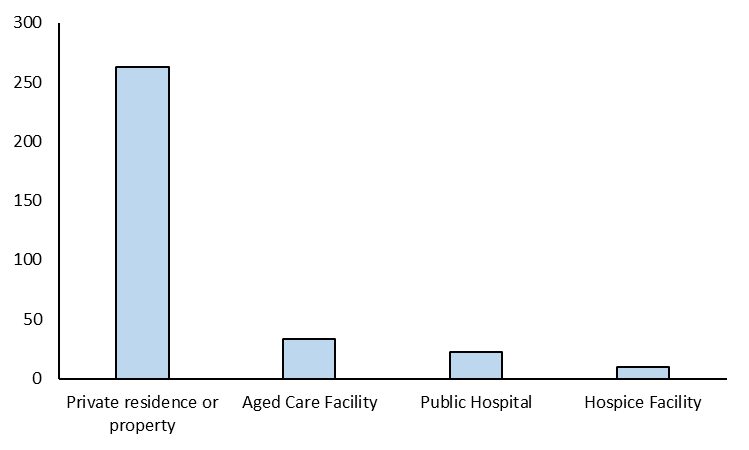 300
250
200
150
100
50
0
Private residence or
property
Aged Care Facility
Public Hospital
Hospice Facility